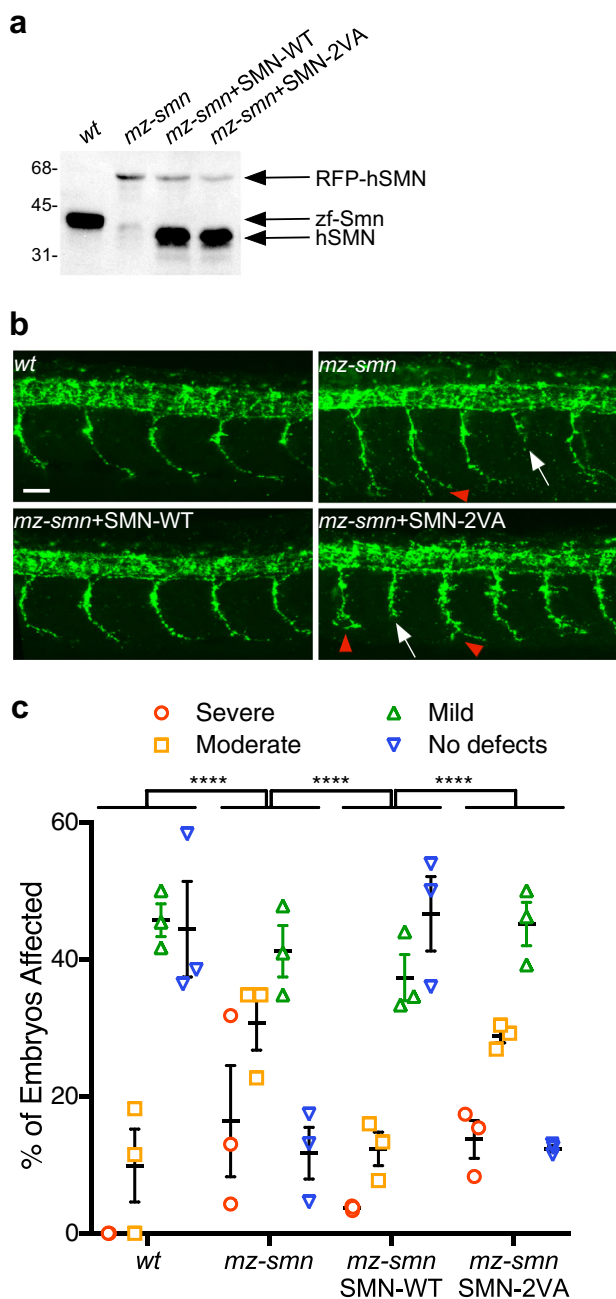 a
wt
mz-smn
mz-smn+SMN-WT
mz-smn+SMN-2VA
68-
RFP-hSMN
45-
zf-Smn
hSMN
31-
b
wt
mz-smn
mz-smn+SMN-WT
mz-smn+SMN-2VA
c
Severe
Mild
Moderate
No defects
**** **** ****
60
40
20
0
% of Embryos Affected
wt
mz-smn
mz-smn
SMN-WT
mz-smn
SMN-2VA